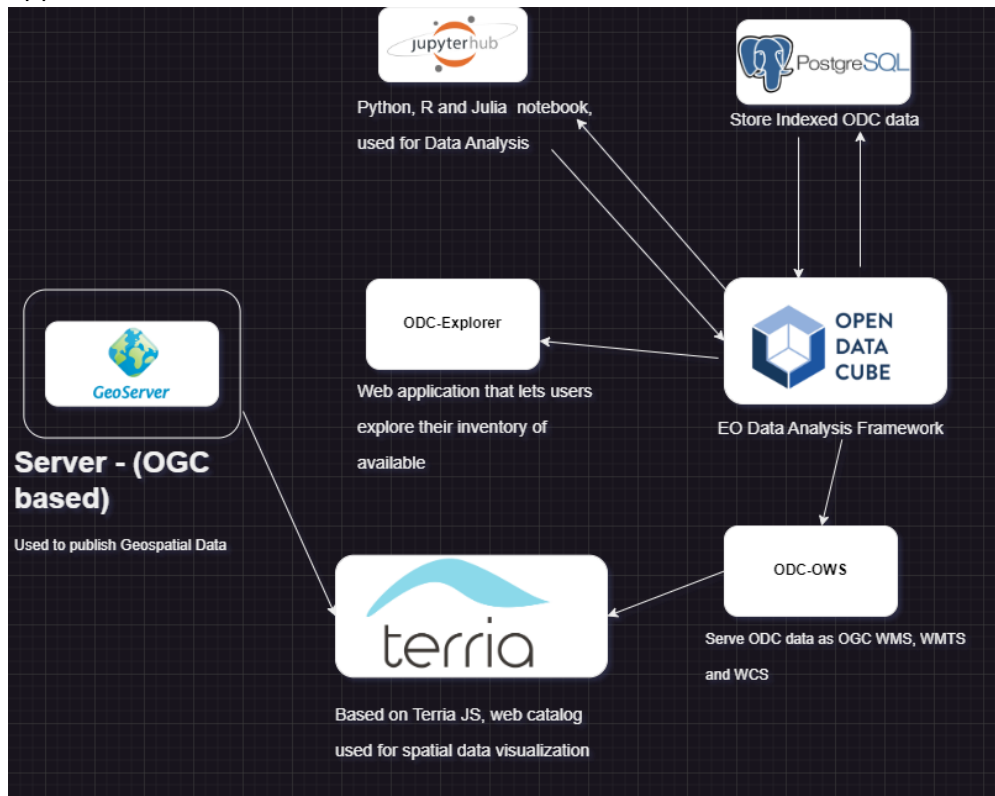 jupyterhub
PostgreSQL
Python, R and Julia  notebook,
used for Data Analysis
Store Indexed ODC data
ODC-Explorer
OPEN
DATA
CUBE
GeoServer
Web application that lets users
explore their inventory of
available
EO Data Analysis Framework
Server - (OGC
based)
Used to publish Geospatial Data
ODC-OWS
terria
Serve ODC data as OGC WMS, WMTS
and WCS
Based on Terria JS, web catalog
used for spatial data visualization